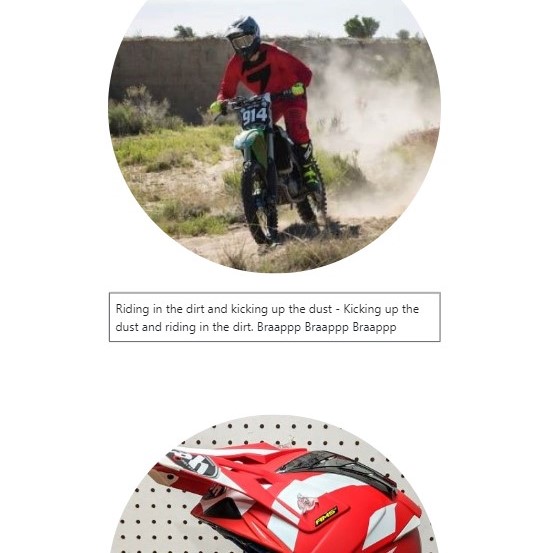 914
Riding in the dirt and kicking up the dust - Kicking up the
dust and riding in the dirt. Braappp Braappp Braappp
AMS